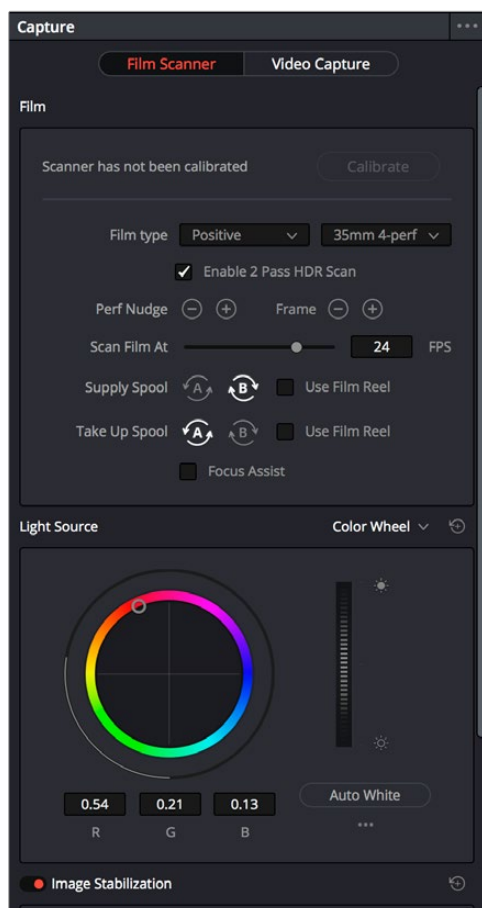 Capture
Film Scanner Video Capture
Film
Scanner has not been calibrated Calibrate
Film type Positive 35mm 4-perf
Enable 2 Pass HDR Scan
Perf Nudge Frame
Scan Film At 24 FPS
Supply Spool A B Use Film Reel
Take Up Spool A B Use Film Reel
Focus Assist
Light Source Color Wheel
0.54 0.21 0.13 Auto White
R G B
Image Stabilization